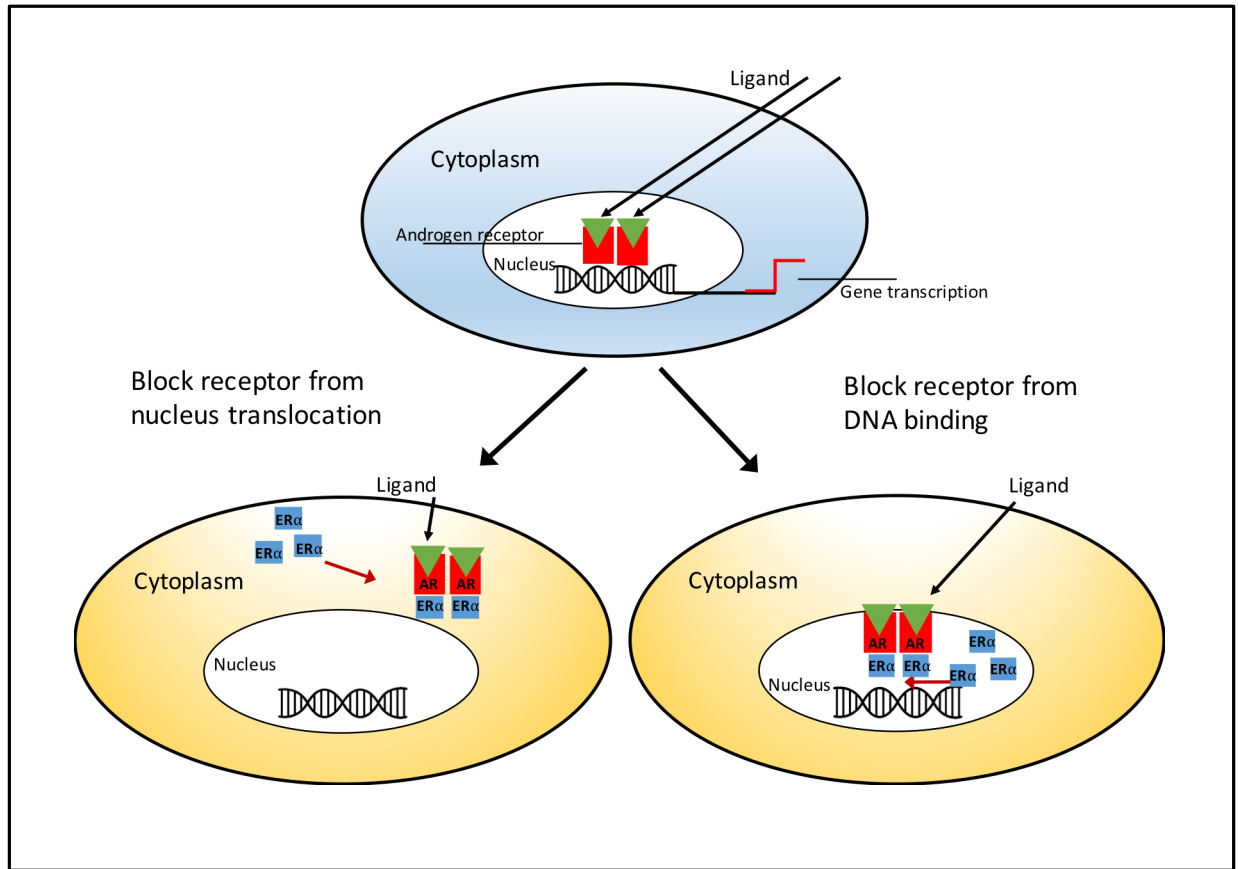 Ligand
Cytoplasm
Androgen receptor
Nucleus
Gene transcription
Block receptor from
nucleus translocation
Block receptor from
DNA binding
Ligand
ERα
ERα
ERα
Cytoplasm
AR
AR
ERα
ERα
Nucleus
Ligand
Cytoplasm
AR
AR
ERα
ERα
ERα
ERα
ERα
Nucleus